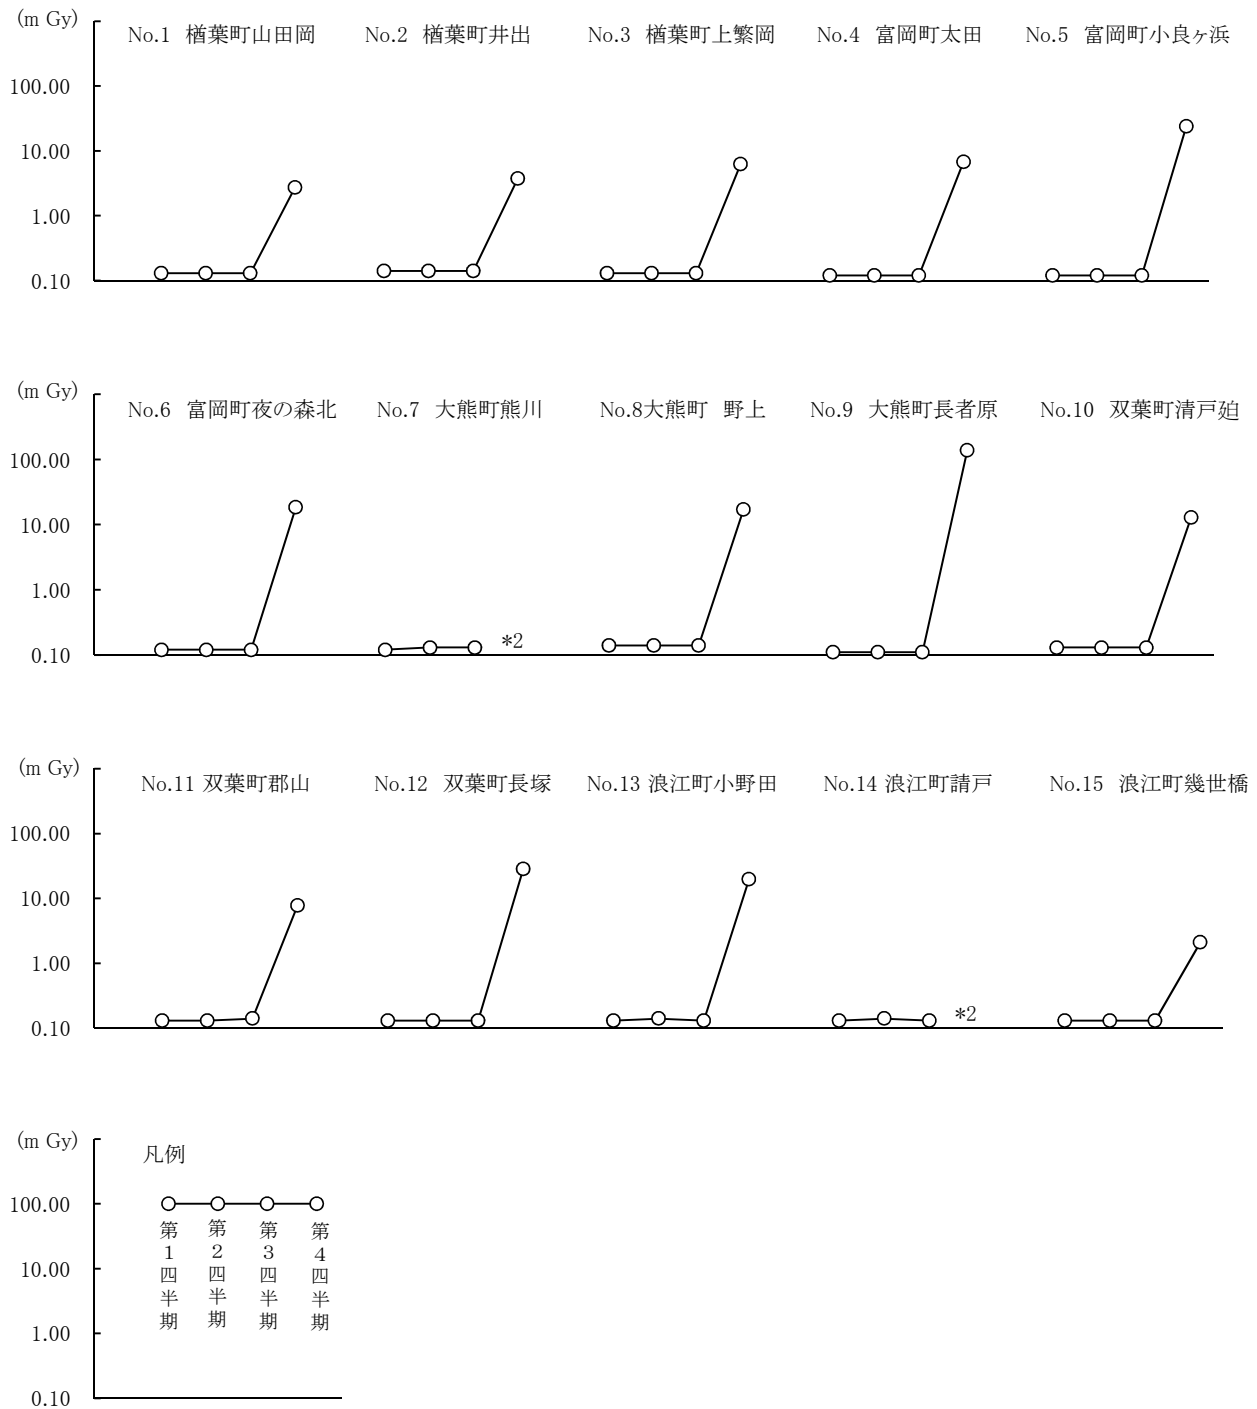 (m Gy)
No.1 楢葉町山田岡 No.2 楢葉町井出 No.3 楢葉町上繁岡 No.4 富岡町太田 No.5 富岡町小良ヶ浜
100.00
10.00
1.00
0.10
(m Gy)
No.6 富岡町夜の森北 No.7 大熊町熊川 No.8大熊町 野上 No.9 大熊町長者原 No.10 双葉町清戸廹
100.00
10.00
1.00
*2
0.10
(m Gy)
No.11 双葉町郡山 No.12 双葉町長塚 No.13 浪江町小野田 No.14 浪江町請戸 No.15 浪江町幾世橋
100.00
10.00
1.00
*2
0.10
(m Gy)
凡例
100.00
10.00
1.00
0.10
第1四半期
第2四半期
第3四半期
第4四半期